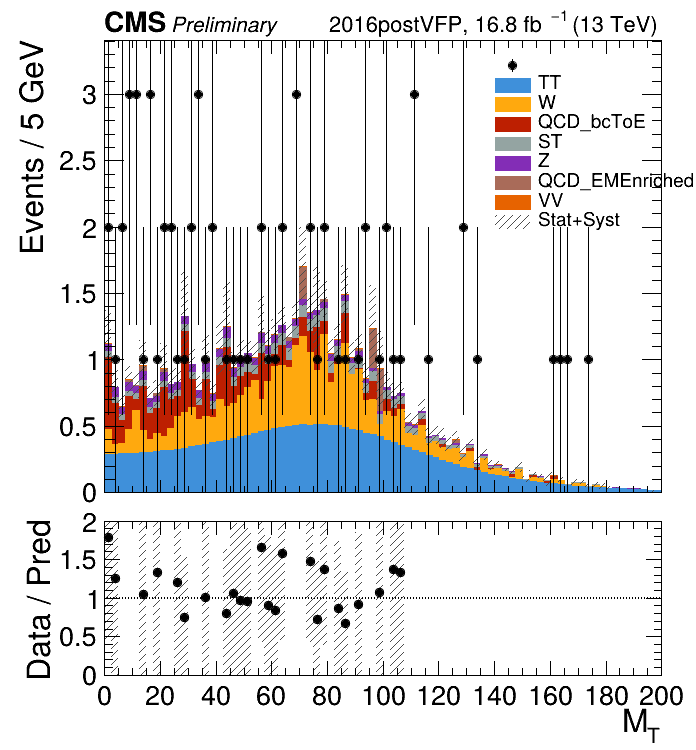 CMS Preliminary 2016postVFP, 16.8 fb⁻¹ (13 TeV)
Events / 5 GeV
3
2.5
2
1.5
1
0.5
0
TT
W
QCD_bcToE
ST
Z
QCD_EMEnriched
VV
Stat+Syst
Data / Pred
2
1.5
1
0.5
0
0 20 40 60 80 100 120 140 160 180 200
M_T